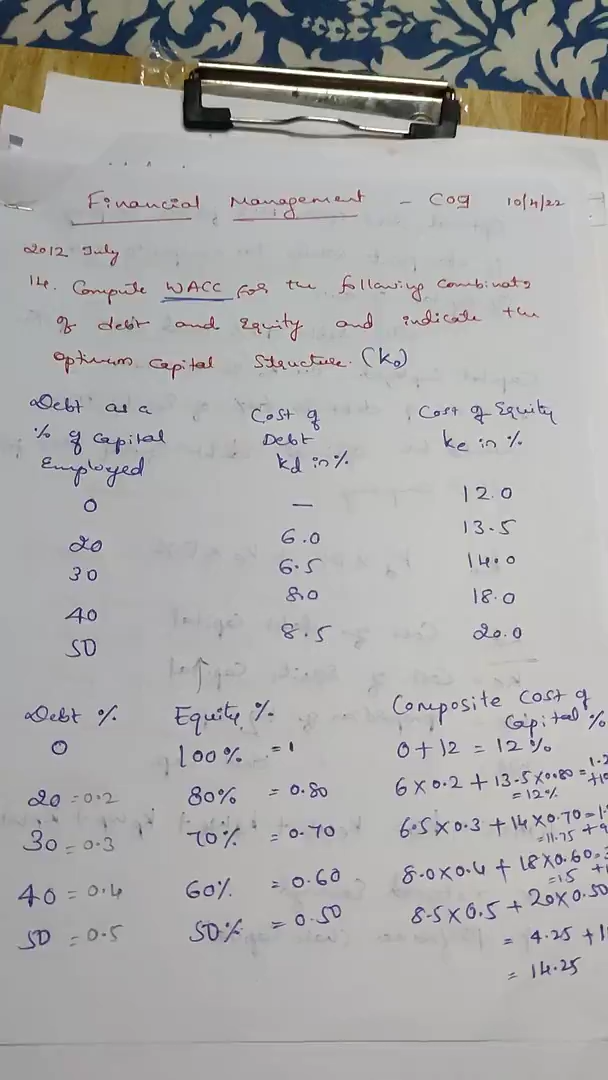 Financial Management - COG 10/4/22
2012 July
14. Compute WACC for the following combinats
of debt and Equity and indicate the
optimum capital Structure. (Ko)
Debt as a % of Capital Employed Cost of Debt kd in % Cost of Equity ke in %
0 — 12.0
20 6.0 13.5
30 6.5 14.0
40 8.0 18.0
50 8.5 20.0
Debt % Equity % Composite Cost of Capital %
0 100% = 1 0 + 12 = 12%
20 = 0.2 80% = 0.80 6 x 0.2 + 13.5 x 0.80 = 1.2
= 12%
30 = 0.3 70% = 0.70 6.5 x 0.3 + 14 x 0.70 = 1.
= 11.75 + 9
40 = 0.4 60% = 0.60 8.0 x 0.4 + 18 x 0.60 = 3
= 15
50 = 0.5 50% = 0.50 8.5 x 0.5 + 20 x 0.50
= 4.25 + 1
= 14.25